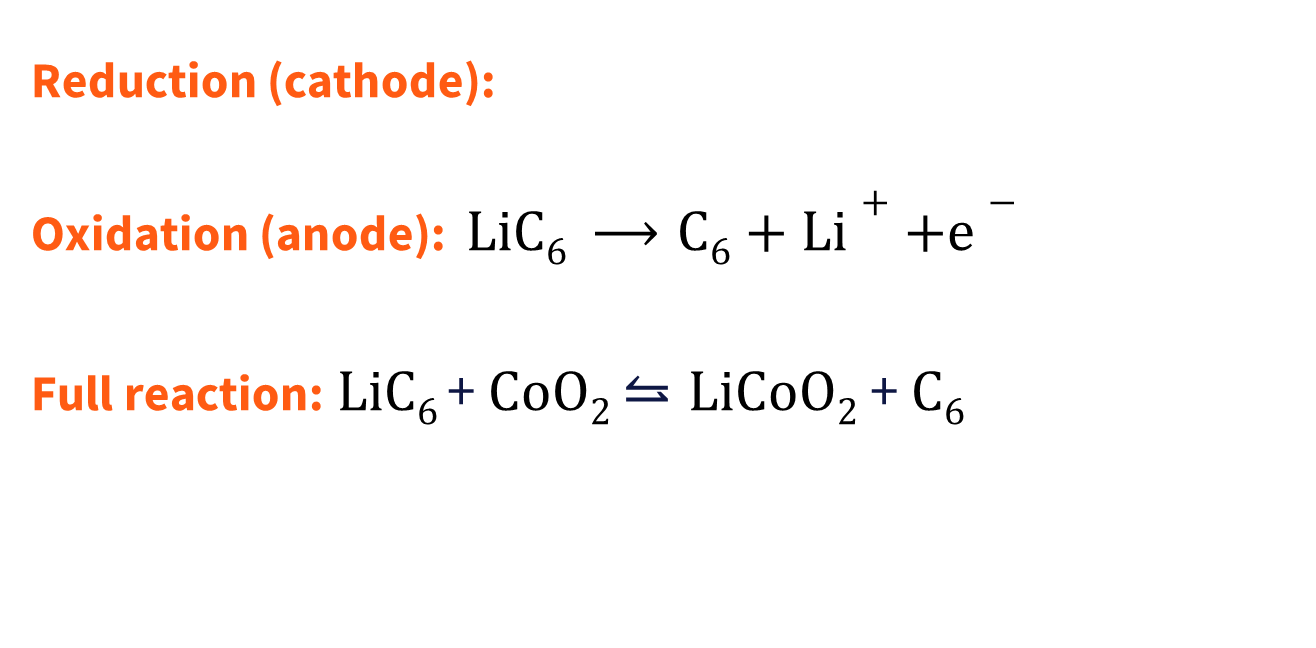 Reduction (cathode):
Oxidation (anode): LiC₆ ⟶ C₆ + Li⁺ +e⁻
Full reaction: LiC₆ + CoO₂ ⇋ LiCoO₂ + C₆